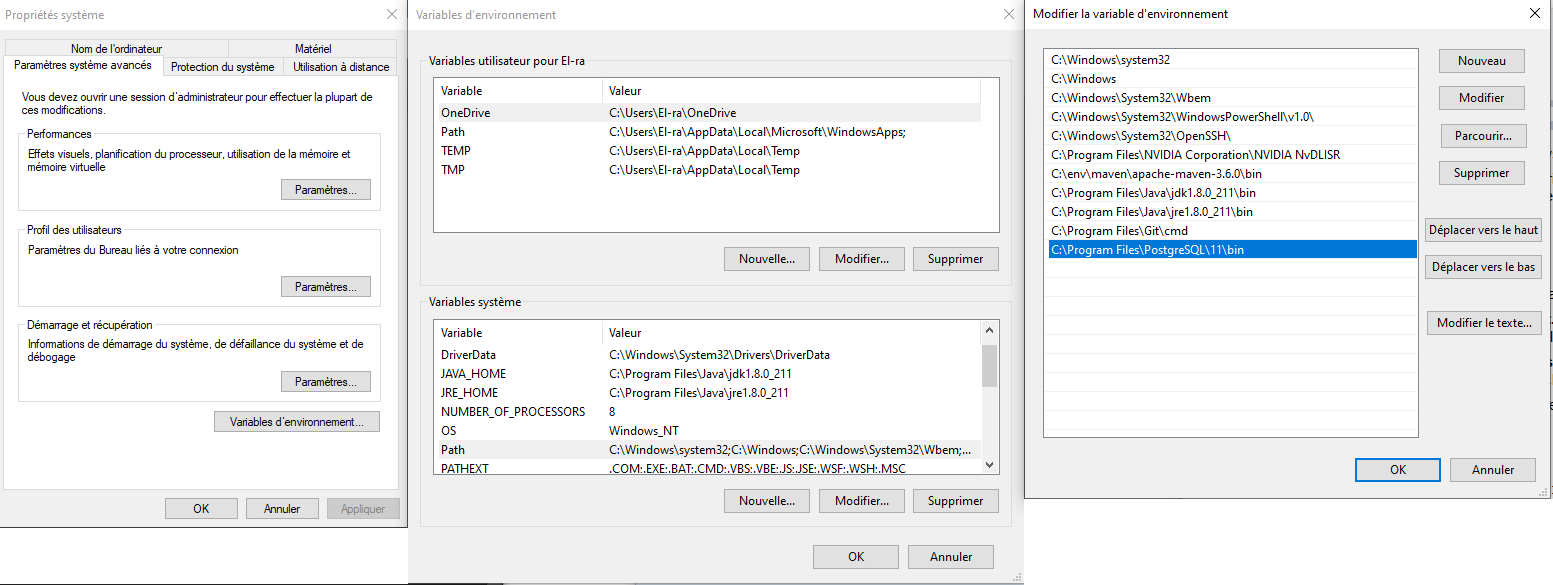 Propriétés système
Nom de l'ordinateur
Matériel
Paramètres système avancés
Protection du système
Utilisation à distance
Vous devez ouvrir une session d'administrateur pour effectuer la plupart de
ces modifications.
Performances
Effets visuels, planification du processeur, utilisation de la mémoire et
mémoire virtuelle
Paramètres...
Profil des utilisateurs
Paramètres du Bureau liés à votre connexion
Paramètres...
Démarrage et récupération
Informations de démarrage du système, de défaillance du système et de
débogage
Paramètres...
Variables d'environnement...
OK
Annuler
Appliquer
Variables d'environnement
Variables utilisateur pour El-ra
Variable Valeur
OneDrive C:\Users\El-ra\OneDrive
Path C:\Users\El-ra\AppData\Local\Microsoft\WindowsApps;
TEMP C:\Users\El-ra\AppData\Local\Temp
TMP C:\Users\El-ra\AppData\Local\Temp
Nouvelle...
Modifier...
Supprimer
Variables système
Variable Valeur
DriverData C:\Windows\System32\Drivers\DriverData
JAVA_HOME C:\Program Files\Java\jdk1.8.0_211
JRE_HOME C:\Program Files\Java\jre1.8.0_211
NUMBER_OF_PROCESSORS 8
OS Windows_NT
Path C:\Windows\system32;C:\Windows;C:\Windows\System32\Wbem;...
PATHEXT .COM;.EXE;.BAT;.CMD;.VBS;.VBE;.JS;.JSE;.WSF;.WSH;.MSC
Nouvelle...
Modifier...
Supprimer
OK
Annuler
Modifier la variable d'environnement
C:\Windows\system32
C:\Windows
C:\Windows\System32\Wbem
C:\Windows\System32\WindowsPowerShell\v1.0\
C:\Windows\System32\OpenSSH\
C:\Program Files\NVIDIA Corporation\NVIDIA NvDLISR
C:\env\maven\apache-maven-3.6.0\bin
C:\Program Files\Java\jdk1.8.0_211\bin
C:\Program Files\Java\jre1.8.0_211\bin
C:\Program Files\Git\cmd
C:\Program Files\PostgreSQL\11\bin
Nouveau
Modifier
Parcourir...
Supprimer
Déplacer vers le haut
Déplacer vers le bas
Modifier le texte...
OK
Annuler